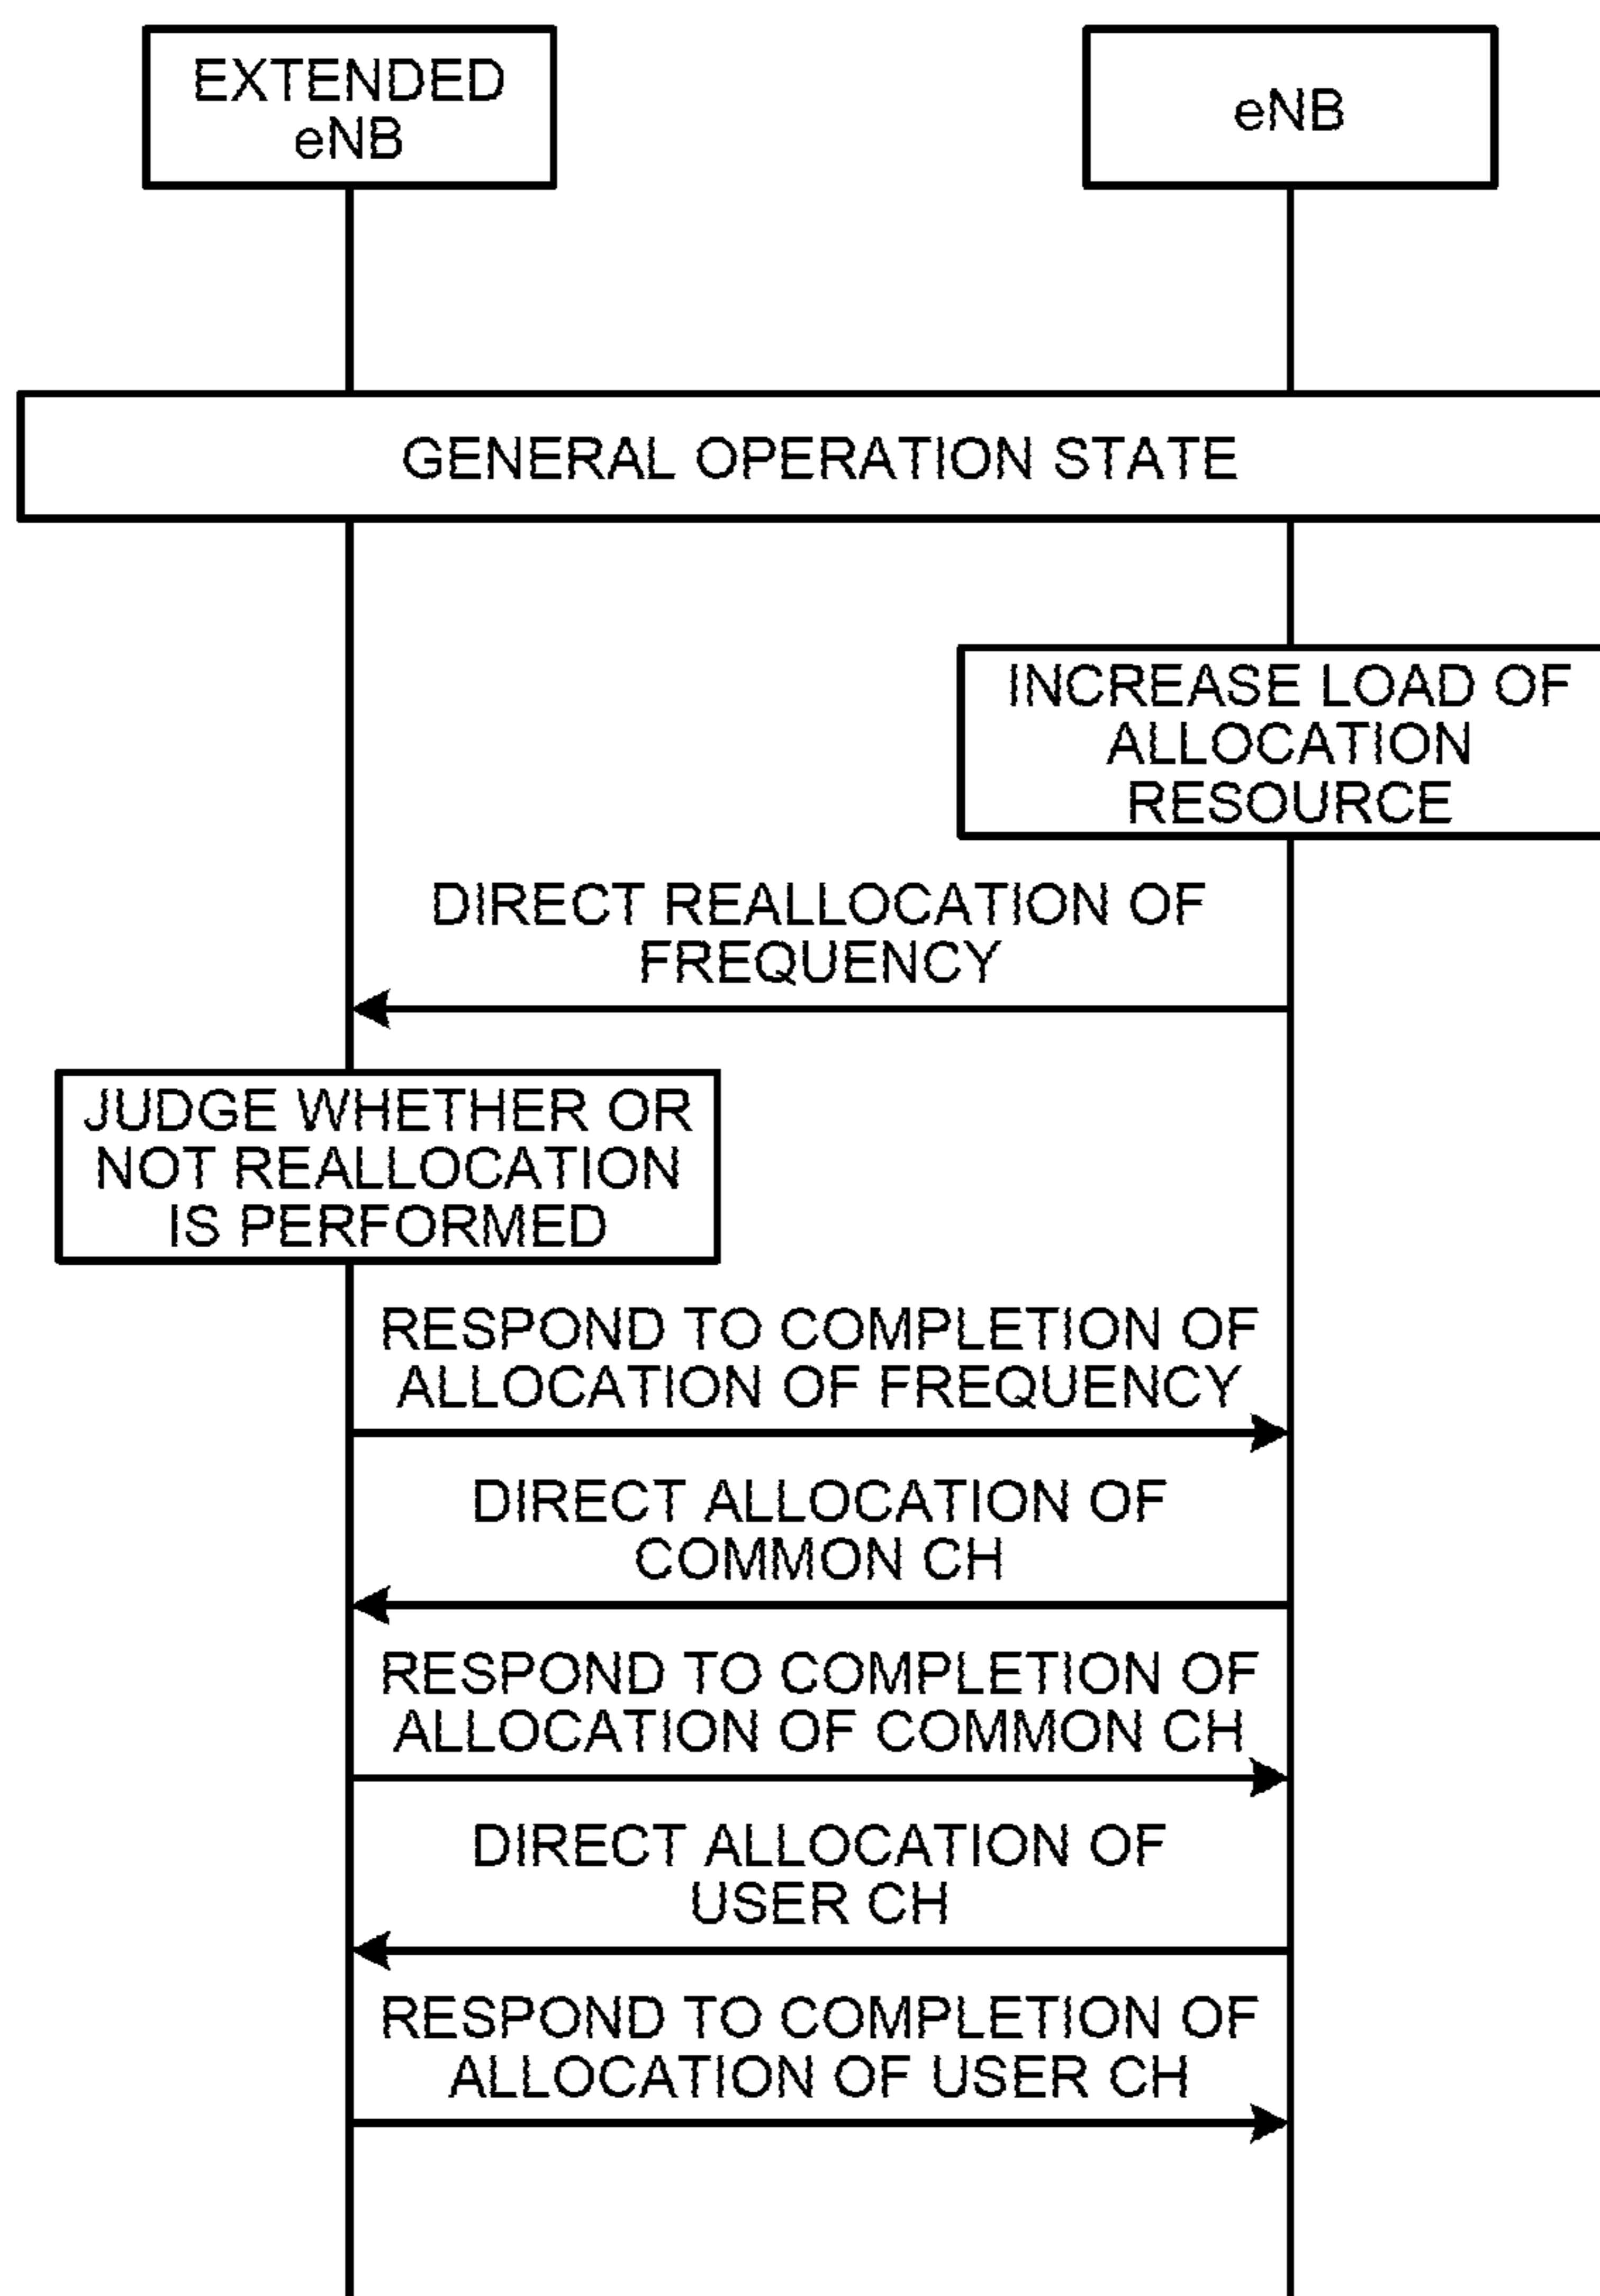 EXTENDED
eNB
eNB
GENERAL OPERATION STATE
INCREASE LOAD OF
ALLOCATION
RESOURCE
DIRECT REALLOCATION OF
FREQUENCY
JUDGE WHETHER OR
NOT REALLOCATION
IS PERFORMED
RESPOND TO COMPLETION OF
ALLOCATION OF FREQUENCY
DIRECT ALLOCATION OF
COMMON CH
RESPOND TO COMPLETION OF
ALLOCATION OF COMMON CH
DIRECT ALLOCATION OF
USER CH
RESPOND TO COMPLETION OF
ALLOCATION OF USER CH